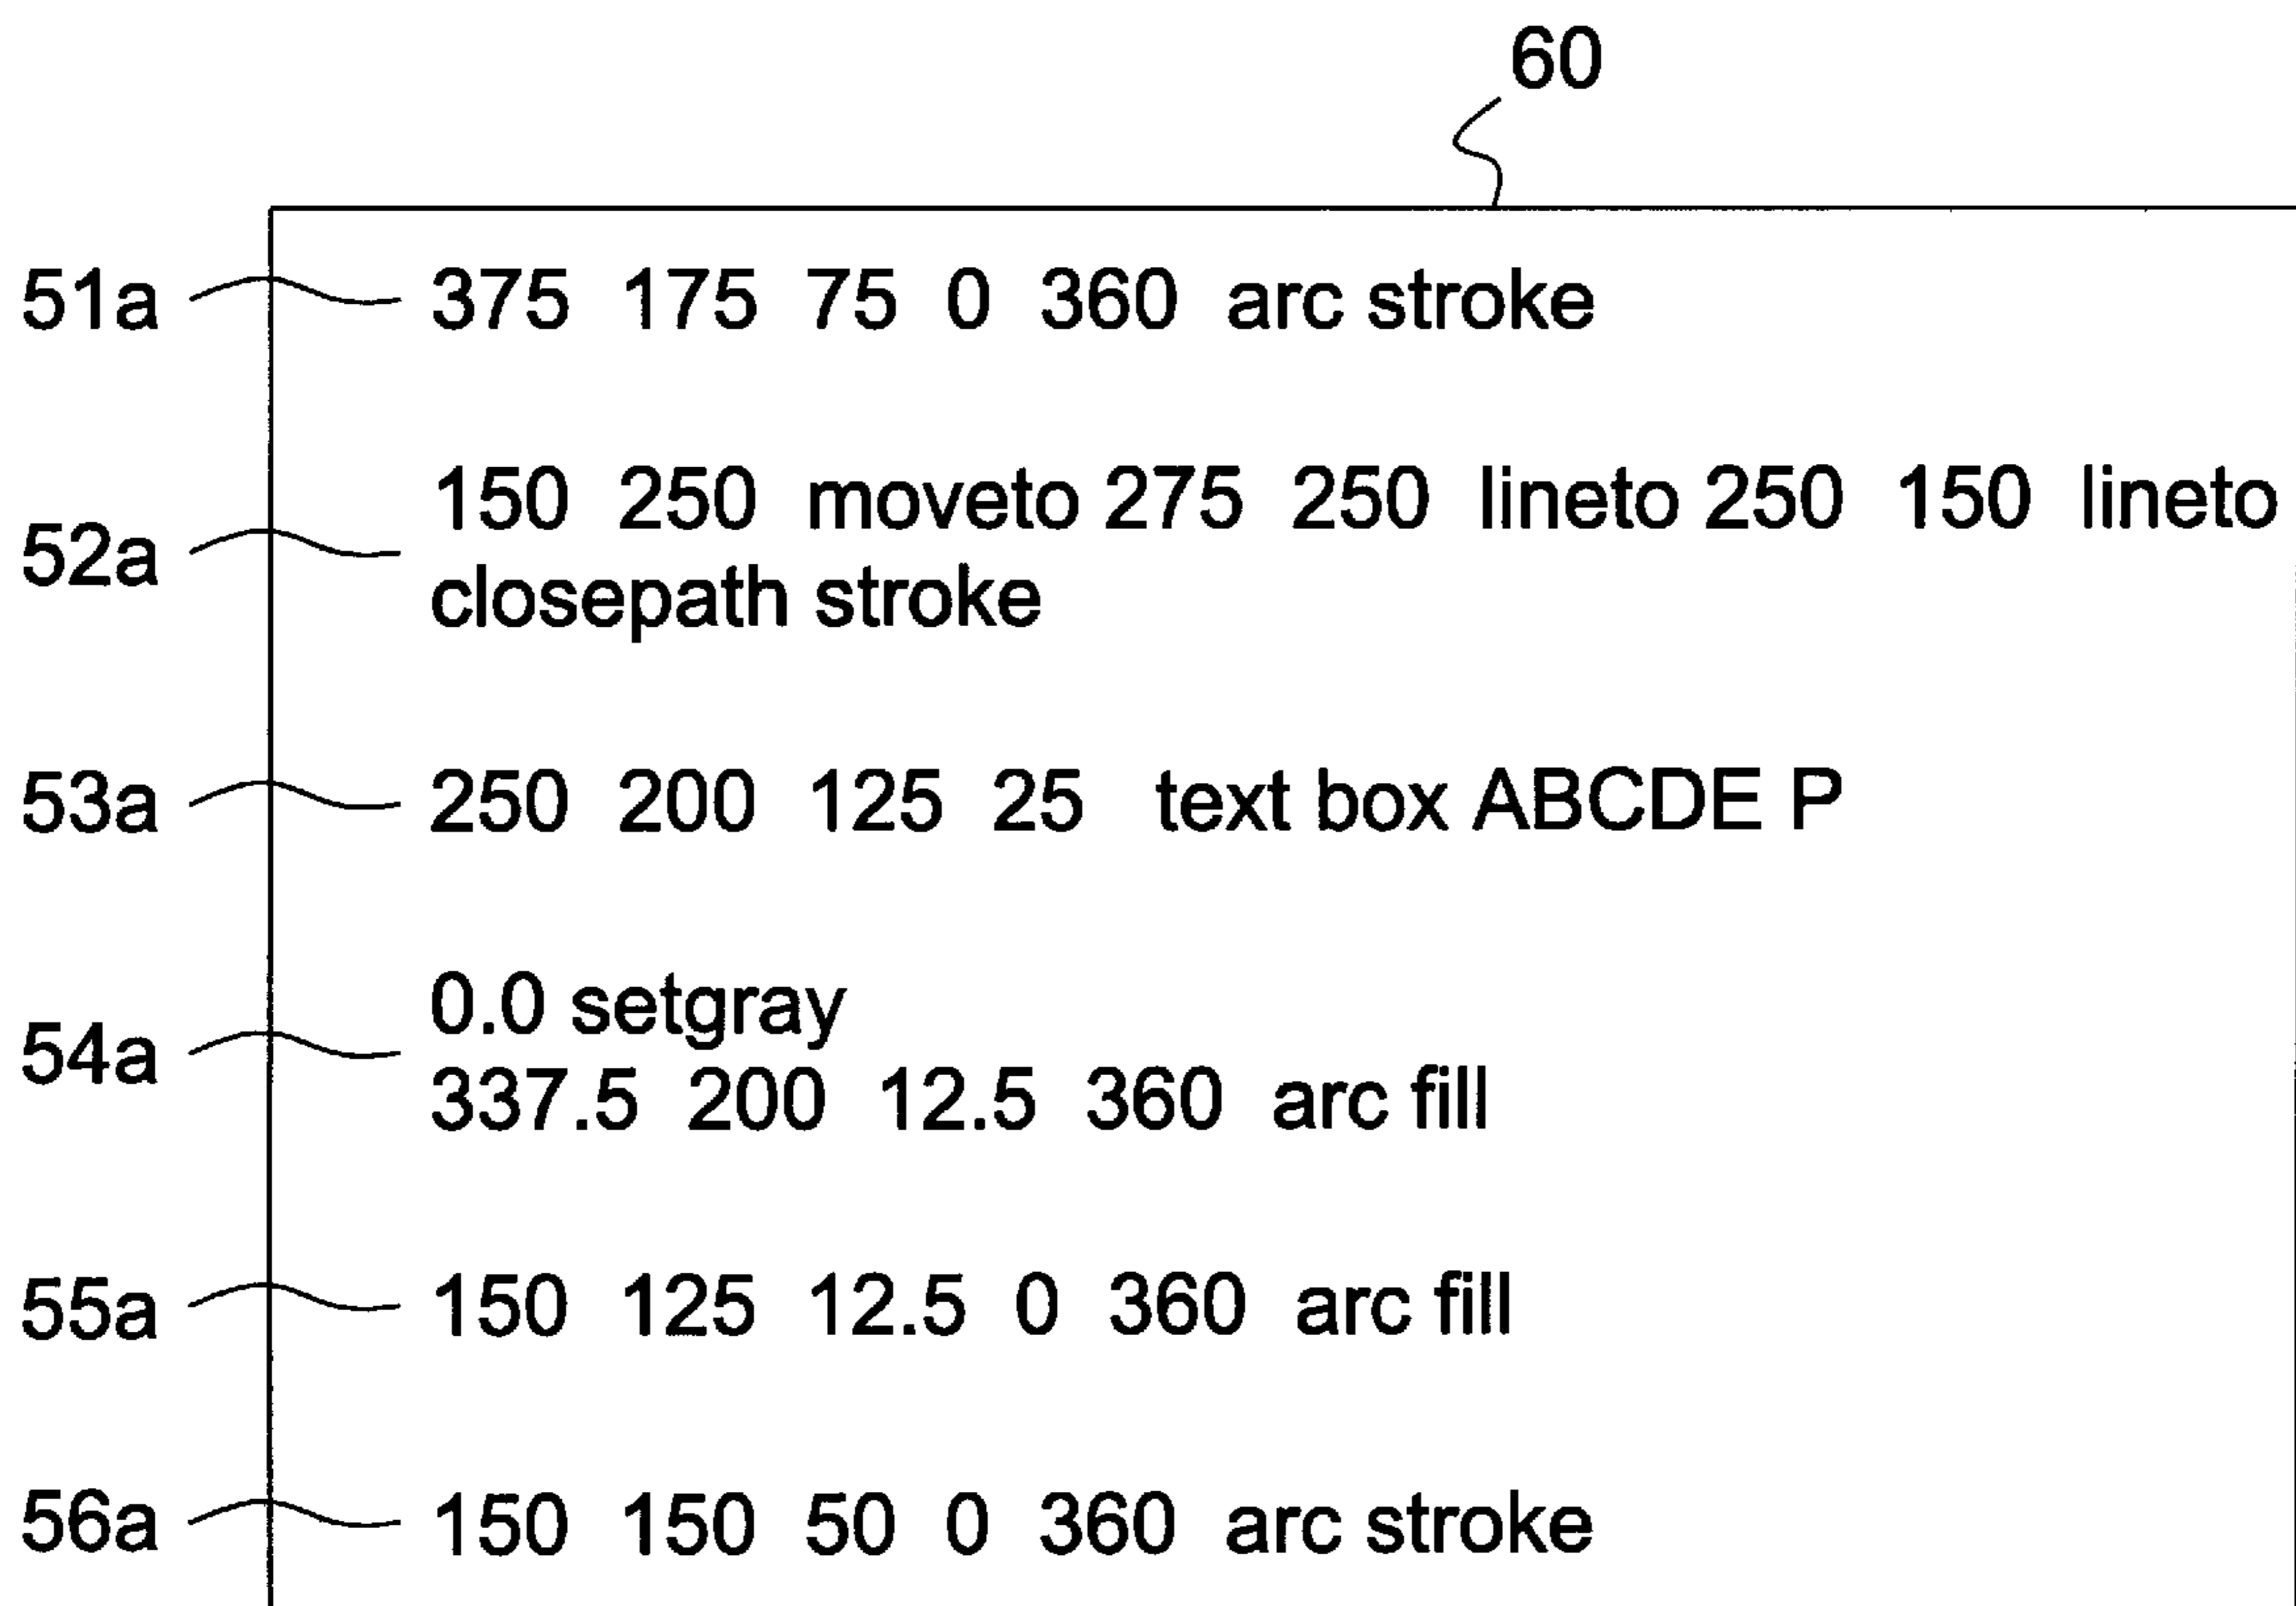 60
51a 375 175 75 0 360 arc stroke
150 250 moveto 275 250 lineto 250 150 lineto
52a
closepath stroke
53a 250 200 125 25 text box ABCDE P
0.0 setgray
54a
337.5 200 12.5 360 arc fill
55a 150 125 12.5 0 360 arc fill
56a 150 150 50 0 360 arc stroke